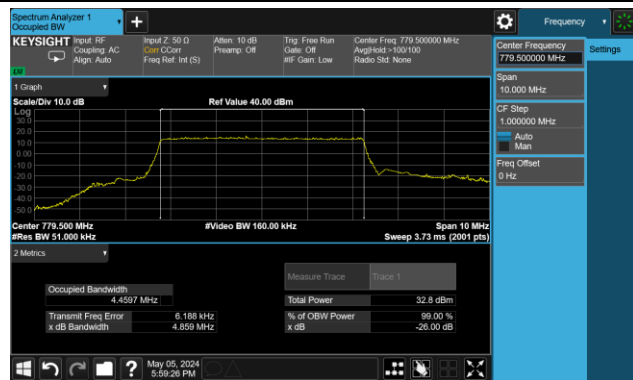 Spectrum Analyzer 1
Occupied BW
Frequency
KEYSIGHT
Input: RF
Coupling: AC
Align: Auto
Input Z: 50 Ω
Corr CCorr
Freq Ref: Int (S)
Atten: 10 dB
Preamp: Off
Trig: Free Run
Gate: Off
#IF Gain: Low
Center Freq: 779.500000 MHz
Avg|Hold:>100/100
Radio Std: None
Center Frequency
779.500000 MHz
Settings
Span
10.000 MHz
CF Step
1.000000 MHz
Auto
Man
Freq Offset
0 Hz
1 Graph
Scale/Div 10.0 dB
Ref Value 40.00 dBm
Log
30.0
20.0
10.0
0.00
-10.0
-20.0
-30.0
-40.0
-50.0
Center 779.500 MHz
#Video BW 160.00 kHz
Span 10 MHz
#Res BW 51.000 kHz
Sweep 3.73 ms (2001 pts)
2 Metrics
Measure Trace
Trace 1
Occupied Bandwidth
4.4597 MHz
Total Power
32.8 dBm
Transmit Freq Error
6.188 kHz
% of OBW Power
99.00 %
x dB Bandwidth
4.859 MHz
x dB
-26.00 dB
May 05, 2024
5:59:26 PM